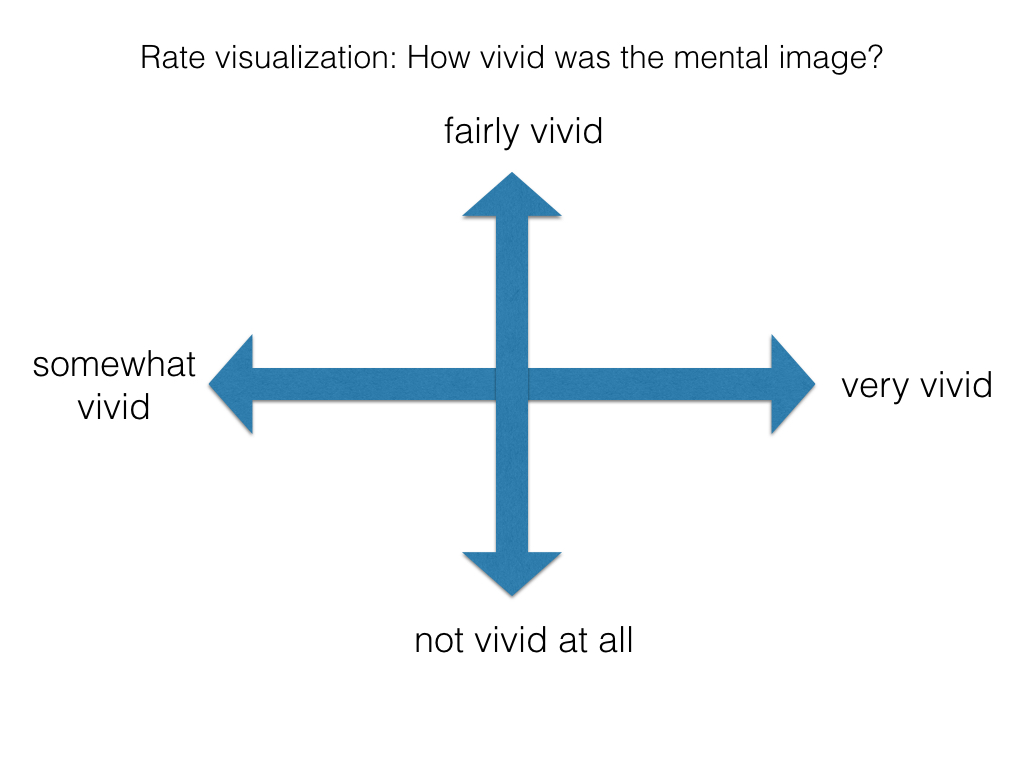 Rate visualization: How vivid was the mental image?
fairly vivid
somewhat
vivid
very vivid
not vivid at all